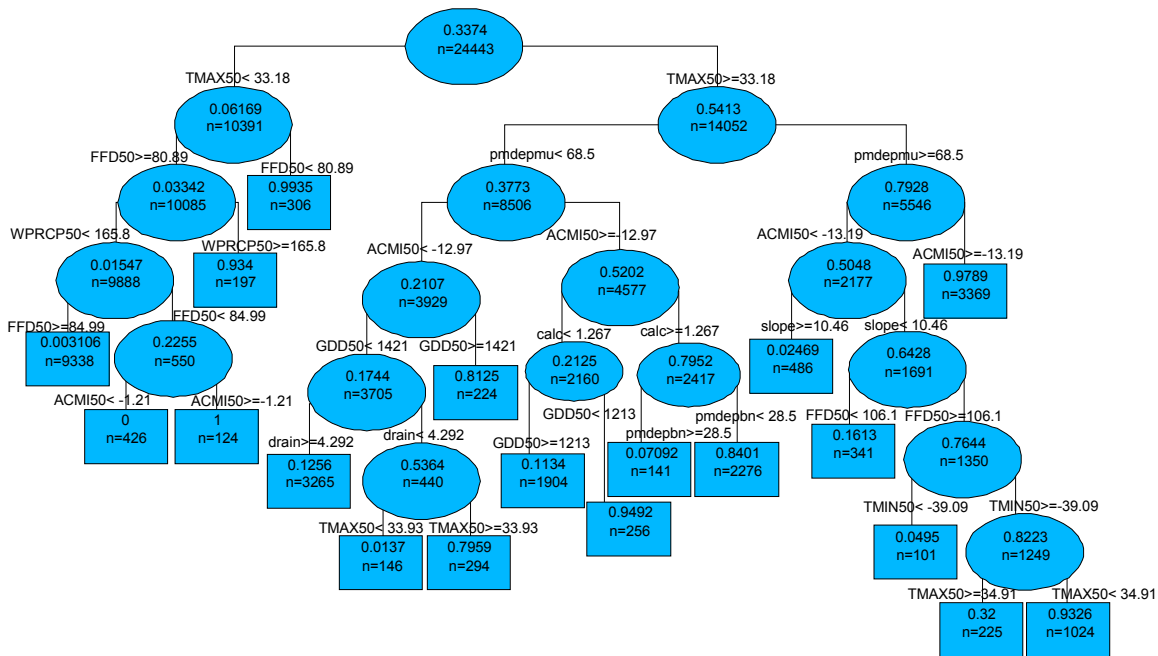 0.3374
n=24443
TMAX50< 33.18
TMAX50>=33.18
0.06169
n=10391
0.5413
n=14052
FFD50>=80.89
FFD50< 80.89
pmdepmu< 68.5
pmdepmu>=68.5
0.03342
n=10085
0.9935
n=306
0.3773
n=8506
0.7928
n=5546
WPRCP50< 165.8
WPRCP50>=165.8
ACMI50< -12.97
ACMI50>=-12.97
ACMI50< -13.19
ACMI50>=-13.19
0.01547
n=9888
0.934
n=197
0.2107
n=3929
0.5202
n=4577
0.5048
n=2177
0.9789
n=3369
FFD50>=84.99
FFD50< 84.99
GDD50< 1421
GDD50>=1421
calc< 1.267
calc>=1.267
slope>=10.46
slope< 10.46
0.003106
n=9338
0.2255
n=550
0.1744
n=3705
0.8125
n=224
0.2125
n=2160
0.7952
n=2417
0.02469
n=486
0.6428
n=1691
ACMI50< -1.21
ACMI50>=-1.21
drain>=4.292
drain< 4.292
GDD50>=1213
GDD50< 1213
pmdepbn>=28.5
pmdepbn< 28.5
FFD50< 106.1
FFD50>=106.1
0
n=426
1
n=124
0.1256
n=3265
0.5364
n=440
0.1134
n=1904
0.9492
n=256
0.07092
n=141
0.8401
n=2276
0.1613
n=341
0.7644
n=1350
TMAX50< 33.93
TMAX50>=33.93
TMIN50< -39.09
TMIN50>=-39.09
0.0137
n=146
0.7959
n=294
0.0495
n=101
0.8223
n=1249
TMAX50>=34.91
TMAX50< 34.91
0.32
n=225
0.9326
n=1024